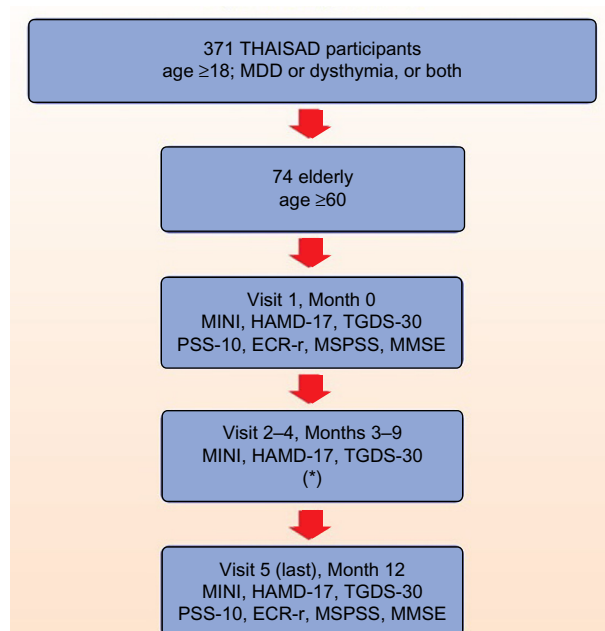 371 THAISAD participants
age ≥18; MDD or dysthymia, or both
74 elderly
age ≥60
Visit 1, Month 0
MINI, HAMD-17, TGDS-30
PSS-10, ECR-r, MSPSS, MMSE
Visit 2–4, Months 3–9
MINI, HAMD-17, TGDS-30
(*)
Visit 5 (last), Month 12
MINI, HAMD-17, TGDS-30
PSS-10, ECR-r, MSPSS, MMSE